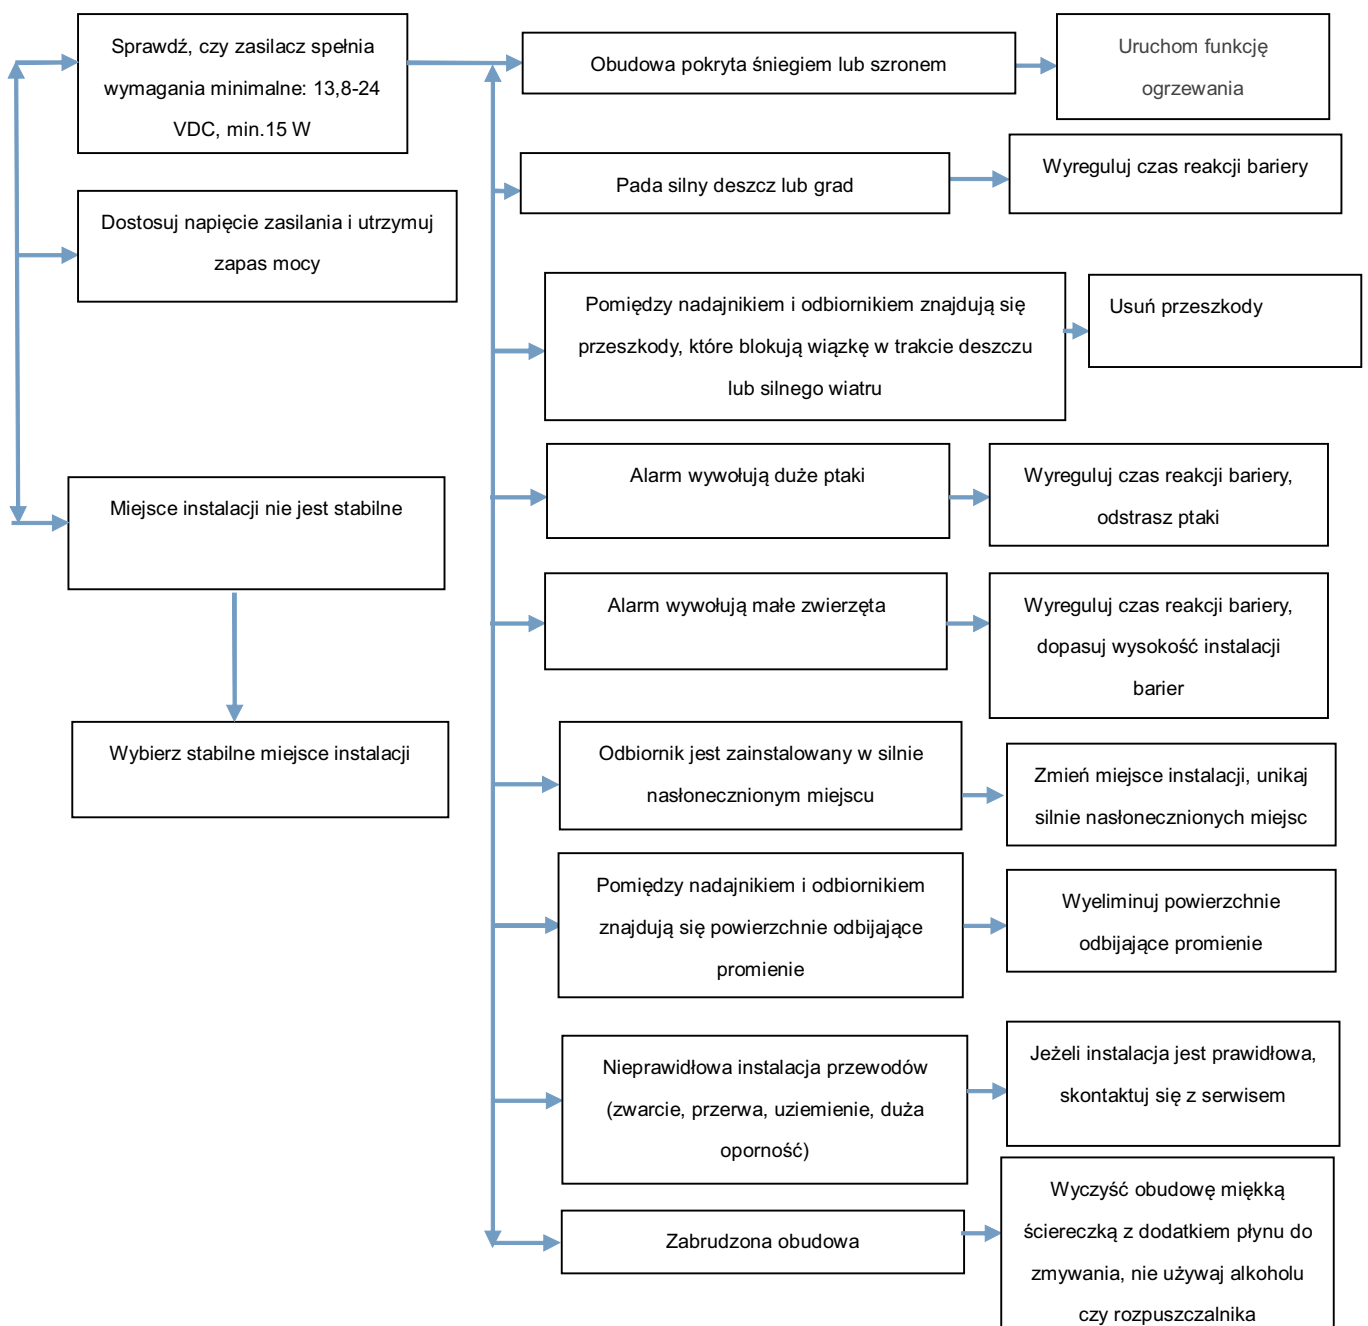 Sprawdź, czy zasilacz spełnia
wymagania minimalne: 13,8-24
VDC, min.15 W
Dostosuj napięcie zasilania i utrzymuj
zapas mocy
Miejsce instalacji nie jest stabilne
Wybierz stabilne miejsce instalacji
Obudowa pokryta śniegiem lub szronem
Uruchom funkcję
ogrzewania
Pada silny deszcz lub grad
Wyreguluj czas reakcji bariery
Pomiędzy nadajnikiem i odbiornikiem znajdują się
przeszkody, które blokują wiązkę w trakcie deszczu
lub silnego wiatru
Usuń przeszkody
Alarm wywołują duże ptaki
Wyreguluj czas reakcji bariery,
odstrasz ptaki
Alarm wywołują małe zwierzęta
Wyreguluj czas reakcji bariery,
dopasuj wysokość instalacji
barier
Odbiornik jest zainstalowany w silnie
nasłonecznionym miejscu
Zmień miejsce instalacji, unikaj
silnie nasłonecznionych miejsc
Pomiędzy nadajnikiem i odbiornikiem
znajdują się powierzchnie odbijające
promienie
Wyeliminuj powierzchnie
odbijające promienie
Nieprawidłowa instalacja przewodów
(zwarcie, przerwa, uziemienie, duża
oporność)
Jeżeli instalacja jest prawidłowa,
skontaktuj się z serwisem
Zabrudzona obudowa
Wyczyść obudowę miękką
ściereczką z dodatkiem płynu do
zmywania, nie używaj alkoholu
czy rozpuszczalnika